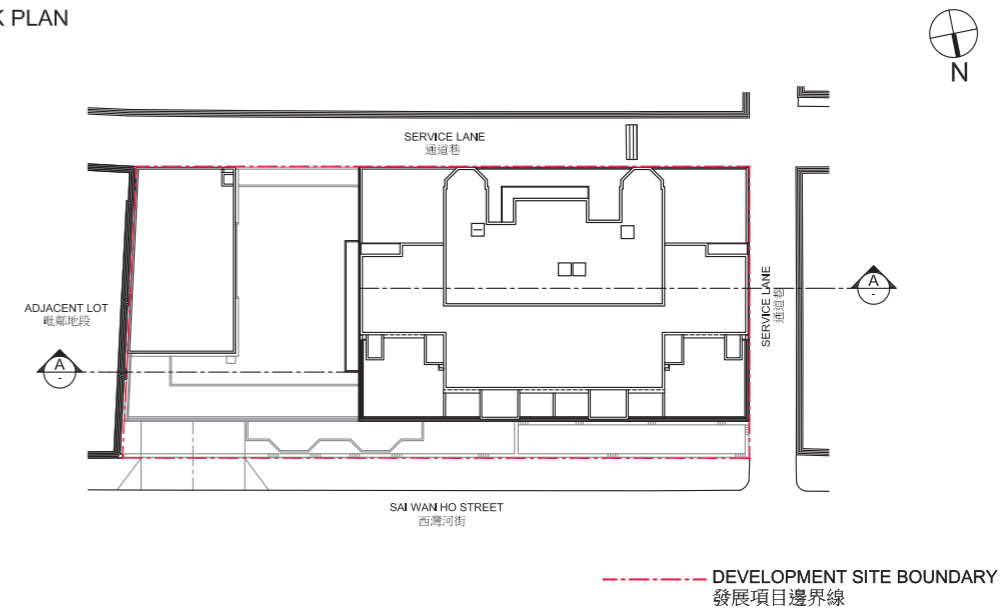 K PLAN
N
SERVICE LANE
通道巷
SERVICE LANE
通道巷
A
-
ADJACENT LOT
毗鄰地段
A
-
SAI WAN HO STREET
西灣河街
DEVELOPMENT SITE BOUNDARY
發展項目邊界線